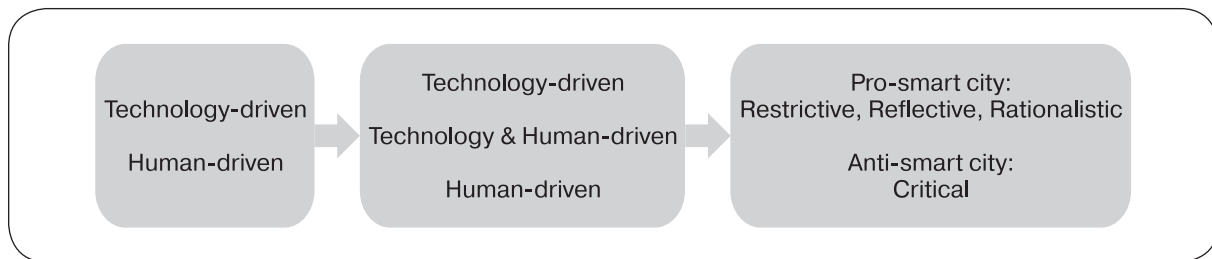 Technology-driven
Human-driven
Technology-driven
Technology & Human-driven
Human-driven
Pro-smart city:
Restrictive, Reflective, Rationalistic
Anti-smart city:
Critical